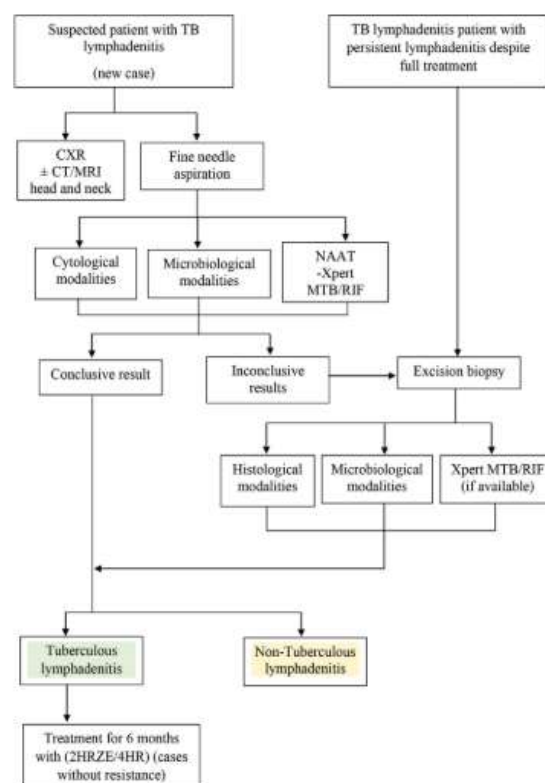 Suspected patient with TB
lymphadenitis
(new case)
TB lymphadenitis patient with
persistent lymphadenitis despite
full treatment
CXR
± CT/MRI
head and neck
Fine needle
aspiration
Cytological
modalities
Microbiological
modalities
NAAT
-Xpert
MTB/RIF
Conclusive result
Inconclusive
results
Excision biopsy
Histological
modalities
Microbiological
modalities
Xpert MTB/RIF
(if available)
Tuberculous
lymphadenitis
Non-Tuberculous
lymphadenitis
Treatment for 6 months
with (2HRZE/4HR) (cases
without resistance)